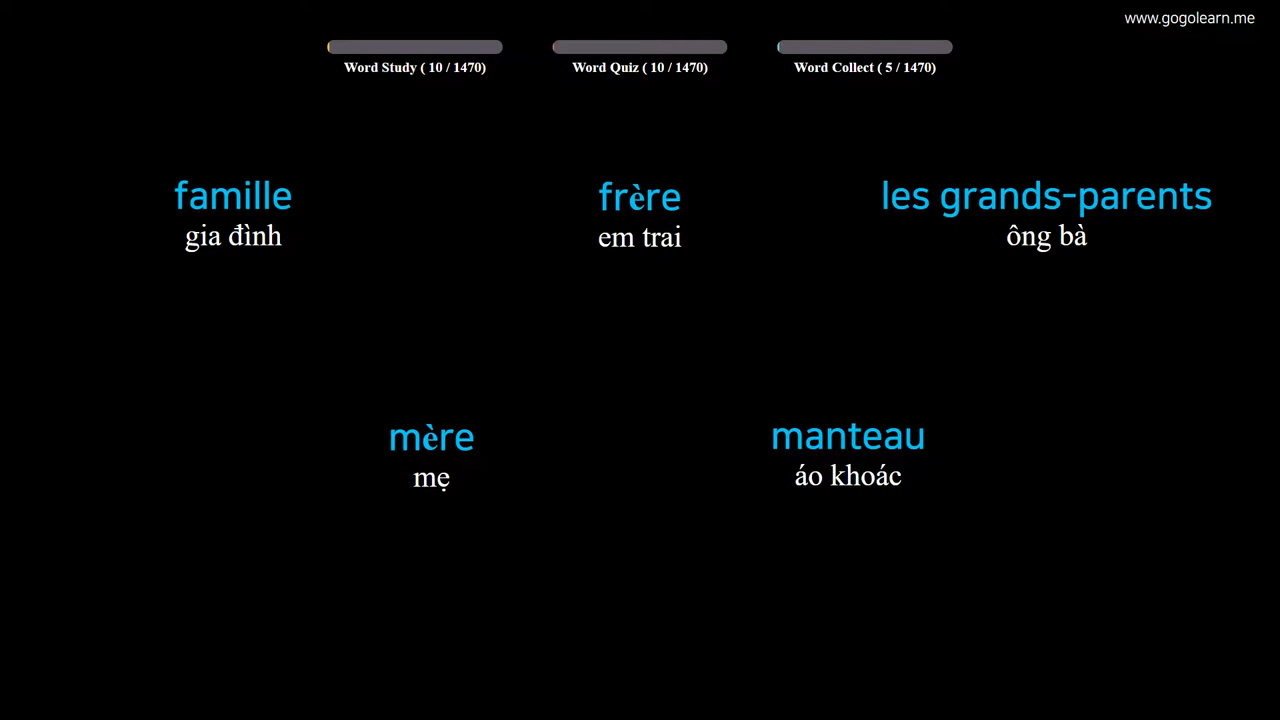 www.gogolearn.me
Word Study ( 10 / 1470)
Word Quiz ( 10 / 1470)
Word Collect ( 5 / 1470)
famille
gia đình
frère
em trai
les grands-parents
ông bà
mère
mẹ
manteau
áo khoác